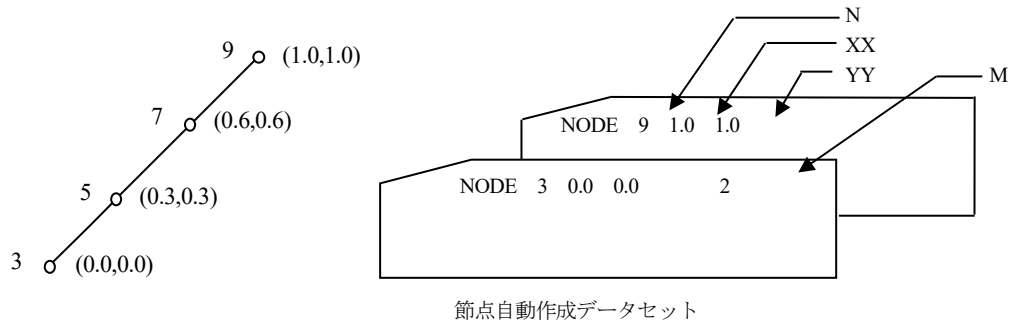 9 (1.0,1.0)
7 (0.6,0.6)
5 (0.3,0.3)
3 (0.0,0.0)
N
XX
YY
M
NODE 9 1.0 1.0
NODE 3 0.0 0.0 2
節点自動作成データセット